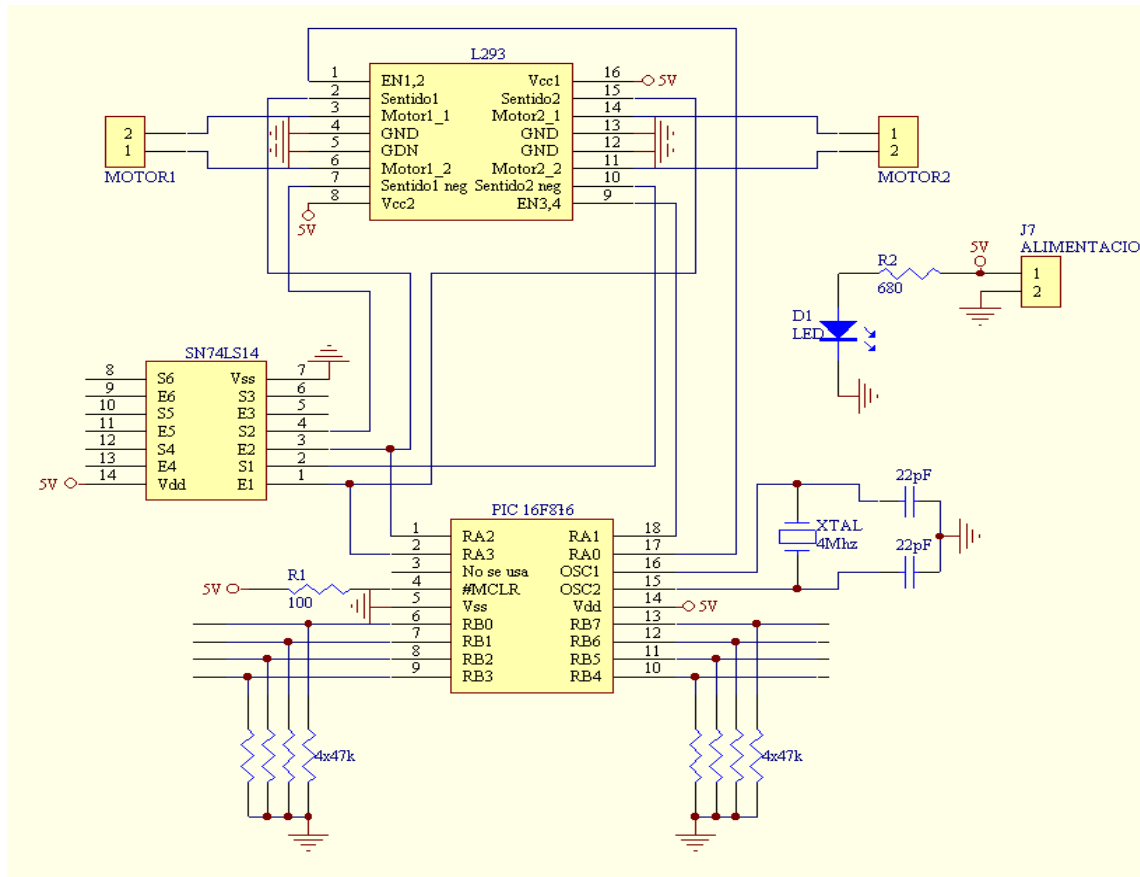 L293
1 EN1,2 Vcc1 16 5V
2 Sentido1 Sentido2 15
3 Motor1_1 Motor2_1 14
4 GND GND 13
5 GDN GND 12
6 Motor1_2 Motor2_2 11
7 Sentido1 neg Sentido2 neg 10
8 Vcc2 EN3,4 9
5V
2
1
MOTOR1
1
2
MOTOR2
J7
ALIMENTACIO
5V
1
2
R2
680
D1
LED
SN74LS14
8 S6 Vss 7
9 E6 S3 6
10 S5 E3 5
11 E5 S2 4
12 S4 E2 3
13 E4 S1 2
5V 14 Vdd E1 1
PIC 16F8
1 RA2 RA1 18
2 RA3 RA0 17
3 No se usa OSC1 16
4 #MCLR OSC2 15
5 Vss Vdd 14 5V
6 RB0 RB7 13
7 RB1 RB6 12
8 RB2 RB5 11
9 RB3 RB4 10
5V
R1
100
22pF
XTAL
4Mhz
22pF
4x47k
4x47k